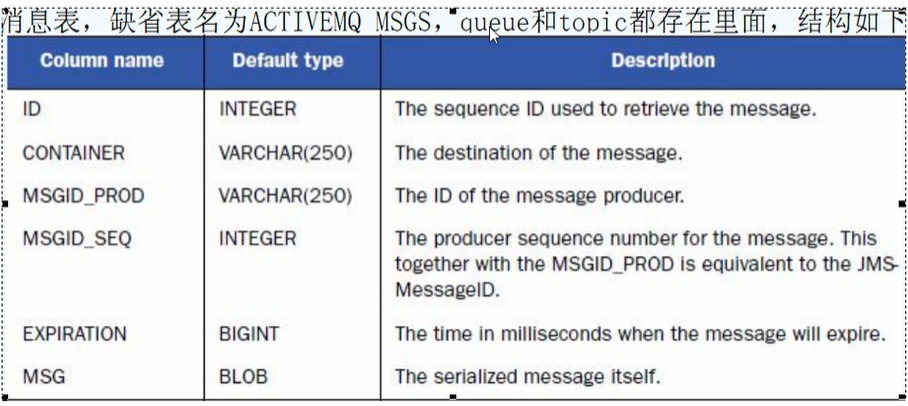 消息表，缺省表名为ACTIVEMQ_MSGS，queue和topic都存在里面，结构如下
Column name Default type Description
ID INTEGER The sequence ID used to retrieve the message.
CONTAINER VARCHAR(250) The destination of the message.
MSGID_PROD VARCHAR(250) The ID of the message producer.
MSGID_SEQ INTEGER The producer sequence number for the message. This
together with the MSGID_PROD is equivalent to the JMS-
MessageID.
EXPIRATION BIGINT The time in milliseconds when the message will expire.
MSG BLOB The serialized message itself.